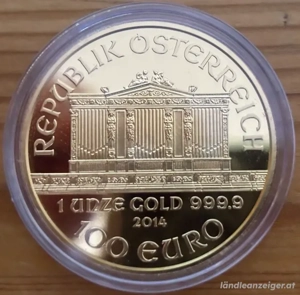 REPUBLIK ÖSTERREICH
1 UNZE GOLD 999.9
2014
100 EURO
ländleanzeiger.at